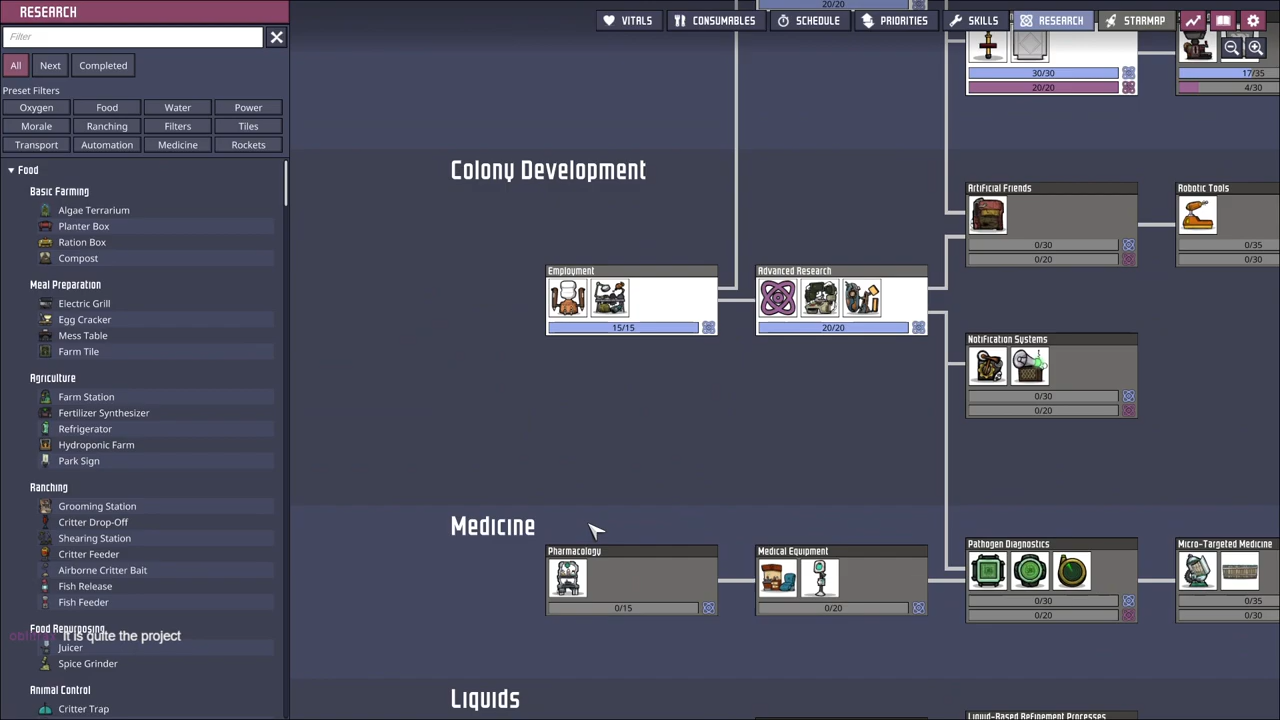 RESEARCH
VITALS
CONSUMABLES
SCHEDULE
PRIORITIES
SKILLS
RESEARCH
STARMAP
Filter
All
Next
Completed
Preset Filters
Oxygen
Food
Water
Power
Morale
Ranching
Filters
Tiles
Transport
Automation
Medicine
Rockets
Food
Basic Farming
Algae Terrarium
Planter Box
Ration Box
Compost
Meal Preparation
Electric Grill
Egg Cracker
Mess Table
Farm Tile
Agriculture
Farm Station
Fertilizer Synthesizer
Refrigerator
Hydroponic Farm
Park Sign
Ranching
Grooming Station
Critter Drop-Off
Shearing Station
Critter Feeder
Airborne Critter Bait
Fish Release
Fish Feeder
Food Repurposing
It is quite the project
Juicer
Spice Grinder
Animal Control
Critter Trap
20/20
30/30
20/20
17/35
4/30
Colony Development
Employment
15/15
Advanced Research
20/20
Artificial Friends
0/30
0/20
Robotic Tools
0/35
0/30
Notification Systems
0/30
0/20
Medicine
Pharmacology
0/15
Medical Equipment
0/20
Pathogen Diagnostics
0/30
0/20
Micro-Targeted Medicine
0/35
0/30
Liquids
Liquid-Based Refinement Processes